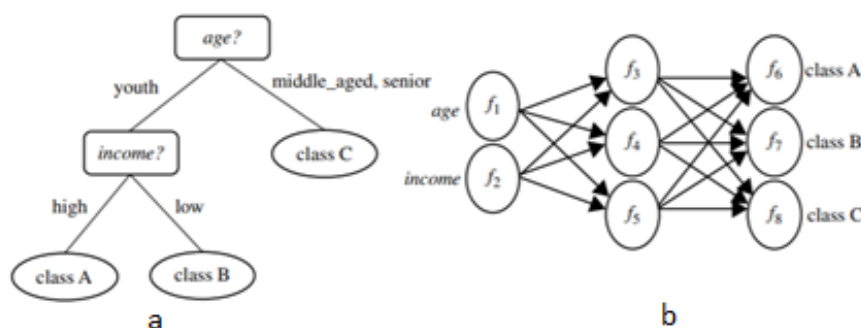 age?
youth
middle_aged, senior
income?
class C
high
low
class A
class B
a
age
f1
income
f2
f3
f4
f5
f6
class A
f7
class B
f8
class C
b